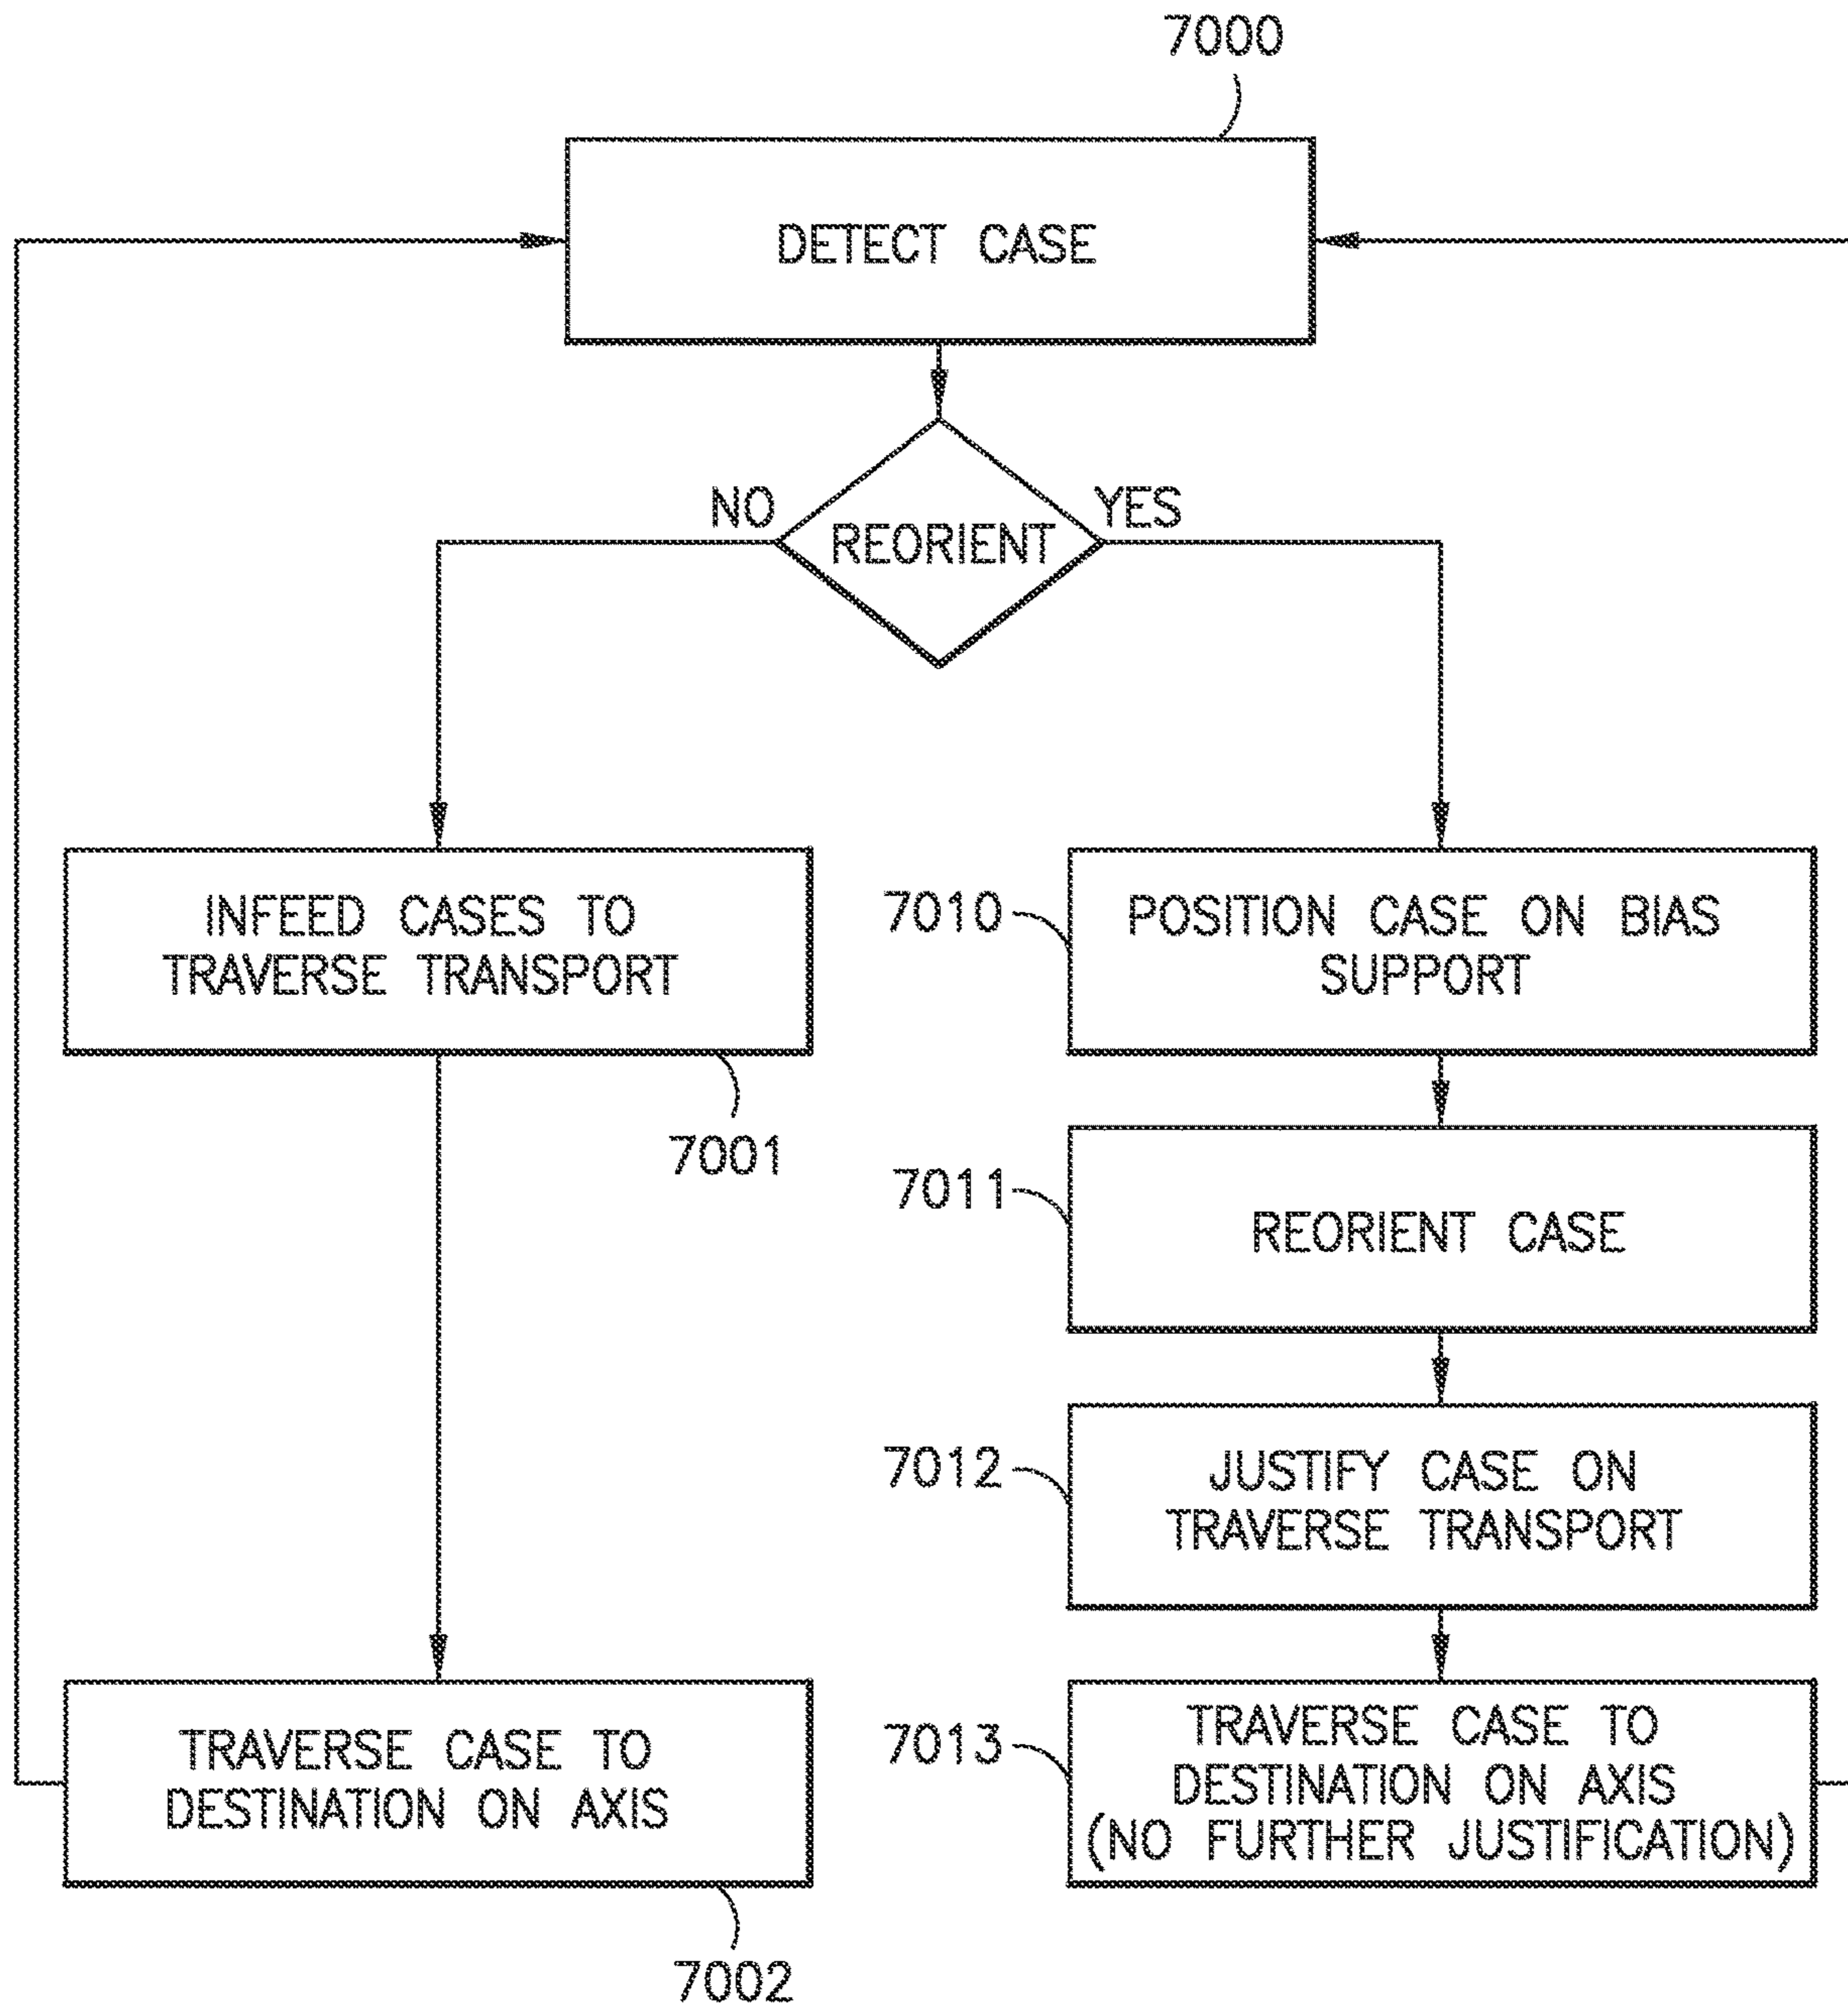 7000
DETECT CASE
NO
YES
REORIENT
INFEED CASES TO
TRAVERSE TRANSPORT
7001
7010
POSITION CASE ON BIAS
SUPPORT
7011
REORIENT CASE
7012
JUSTIFY CASE ON
TRAVERSE TRANSPORT
TRAVERSE CASE TO
DESTINATION ON AXIS
7002
7013
TRAVERSE CASE TO
DESTINATION ON AXIS
(NO FURTHER JUSTIFICATION)